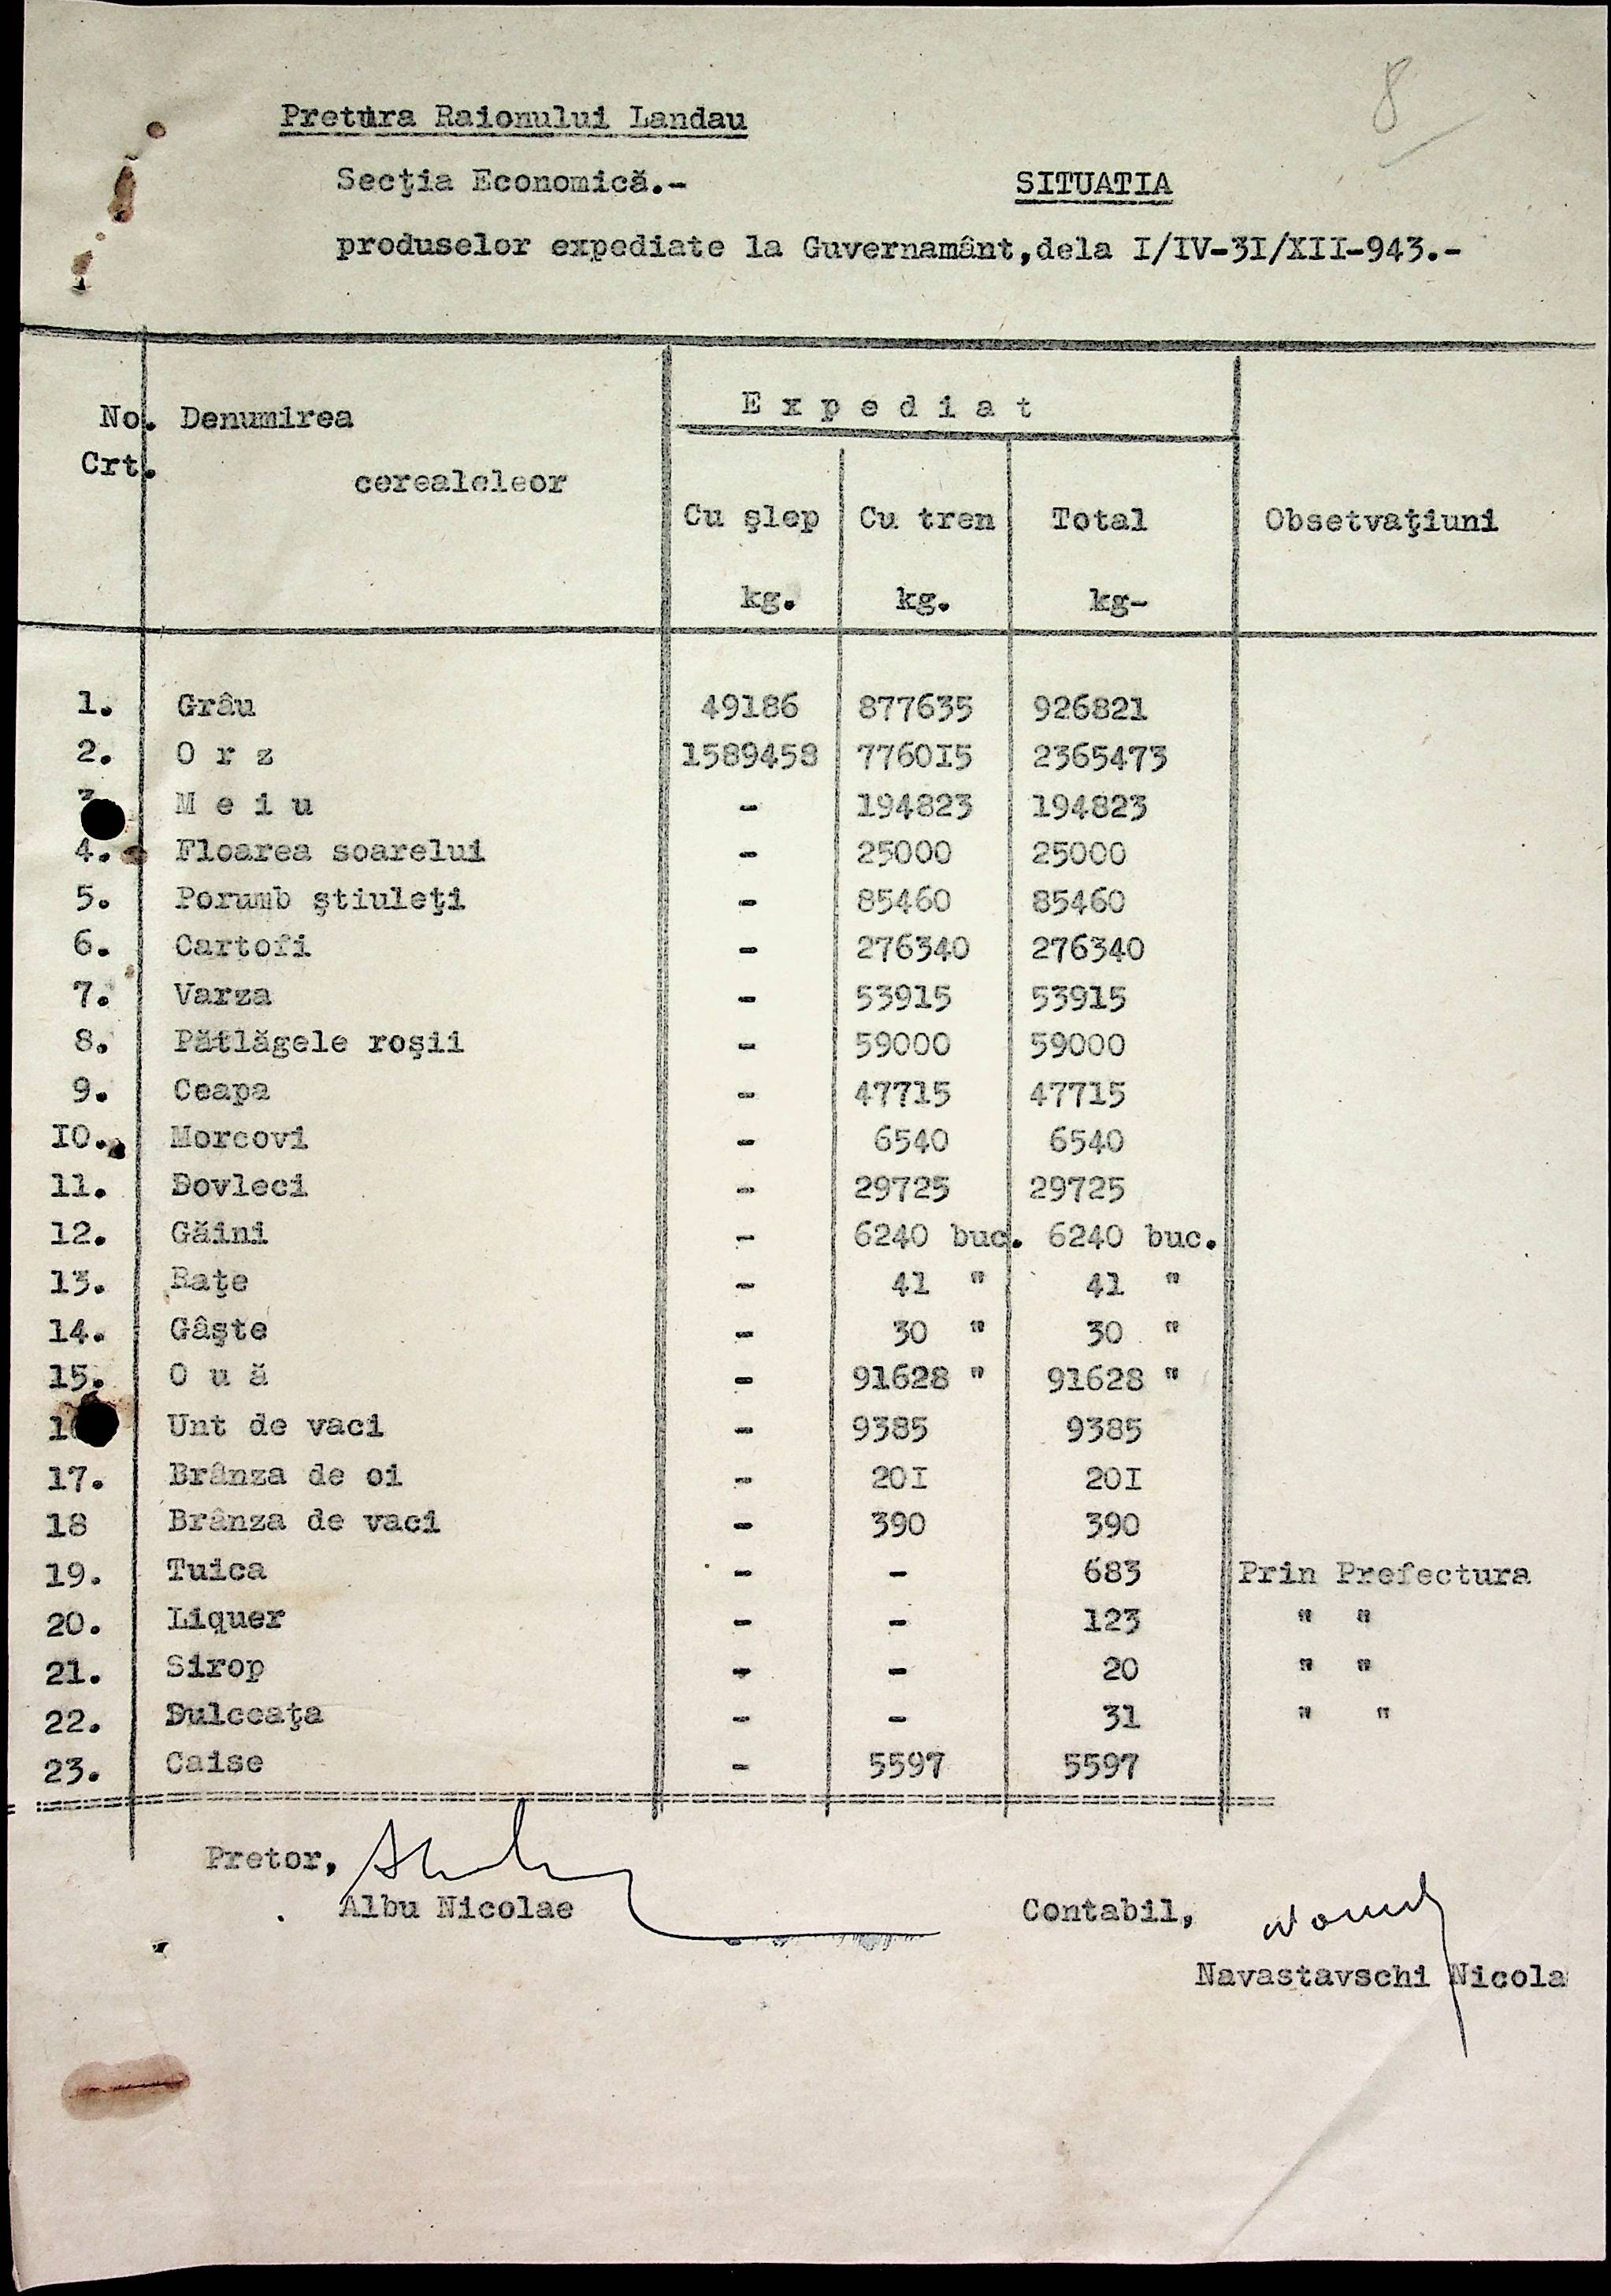 8
Pretura Raionului Landau
Secţia Economică.-
SITUATIA
produselor expediate la Guvernamânt,dela I/IV-3I/XII-943.-
No. Denumirea
Crt.
cerealeleor
E x p e d i a t
Cu şlep Cu tren Total Obsetvaţiuni
kg. kg. kg-
1. Grâu 49186 877635 926821
2. O r z 1589458 776OI5 2365473
3 M e i u - 194823 194823
4. Floarea soarelui - 25000 25000
5. Porumb ştiuleţi - 85460 85460
6. Cartofi - 276340 276340
7. Varza - 53915 53915
8. Pătlăgele roşii - 59000 59000
9. Ceapa - 47715 47715
IO. Morcovi - 6540 6540
11. Dovleci - 29725 29725
12. Găini - 6240 buc. 6240 buc.
13. Raţe - 41 " 41 "
14. Gâşte - 30 " 30 "
15. O u ă - 91628 " 91628 "
1 Unt de vaci - 9385 9385
17. Brânza de oi - 20I 20I
18 Brânza de vaci - 390 390
19. Tuica - - 683 Prin Prefectura
20. Liquer - - 123 " "
21. Sirop - - 20 " "
22. Dulceaţa - - 31 " "
23. Caise - 5597 5597
Pretor,
Albu Nicolae
Contabil,
Navastavschi Nicola